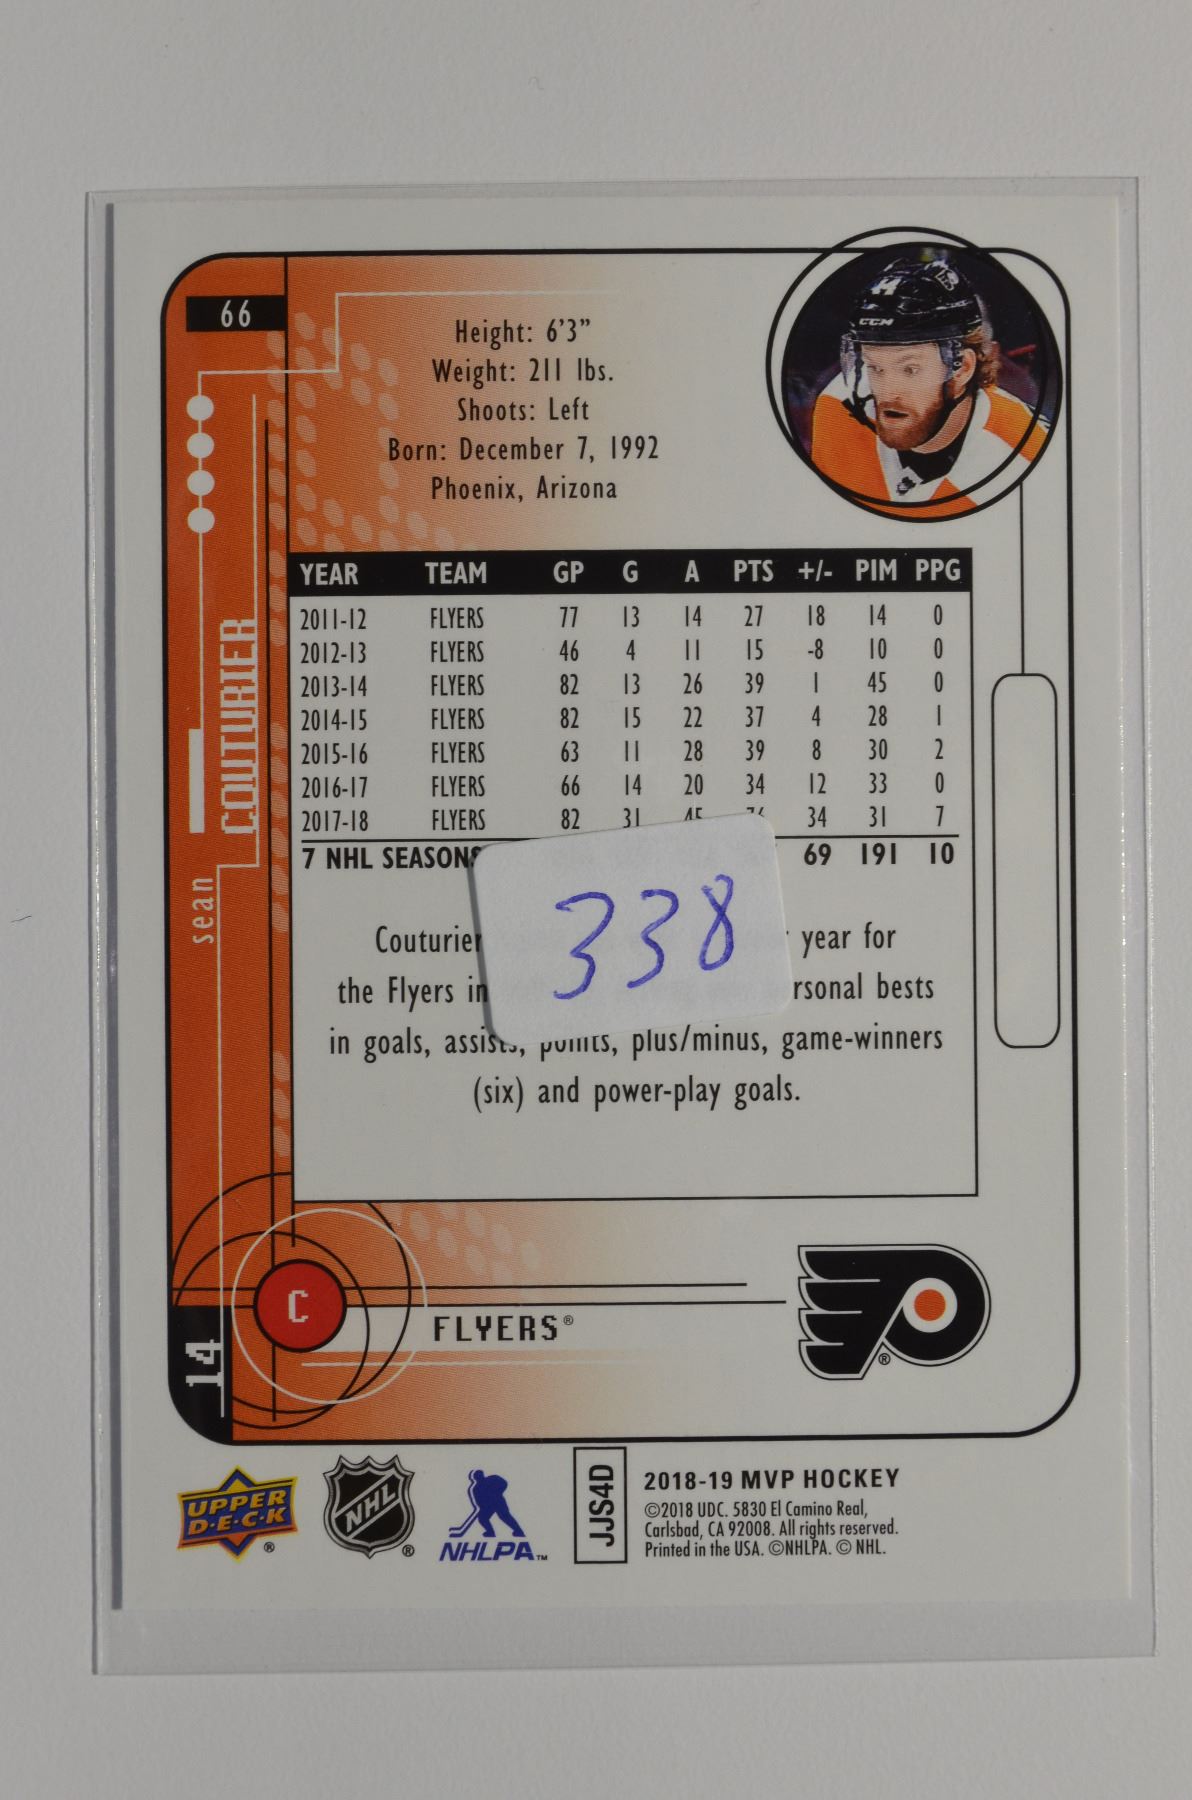 66
Height: 6'3"
Weight: 211 lbs.
Shoots: Left
Born: December 7, 1992
Phoenix, Arizona
CCM
YEAR TEAM GP G A PTS +/- PIM PPG
2011-12 FLYERS 77 13 14 27 18 14 0
2012-13 FLYERS 46 4 11 15 -8 10 0
2013-14 FLYERS 82 13 26 39 1 45 0
2014-15 FLYERS 82 15 22 37 4 28 1
2015-16 FLYERS 63 11 28 39 8 30 2
2016-17 FLYERS 66 14 20 34 12 33 0
2017-18 FLYERS 82 31 45 76 34 31 7
7 NHL SEASONS 69 191 10
338
Couturier year for
the Flyers in bests
in goals, assists, points, plus/minus, game-winners
(six) and power-play goals.
sean
COUTURIER
C
FLYERS®
14
®
UPPER
D·E·C·K
®
NHL
®
NHLPA™
JJS4D
2018-19 MVP HOCKEY
©2018 UDC. 5830 El Camino Real,
Carlsbad, CA 92008. All rights reserved.
Printed in the USA. ©NHLPA. © NHL.